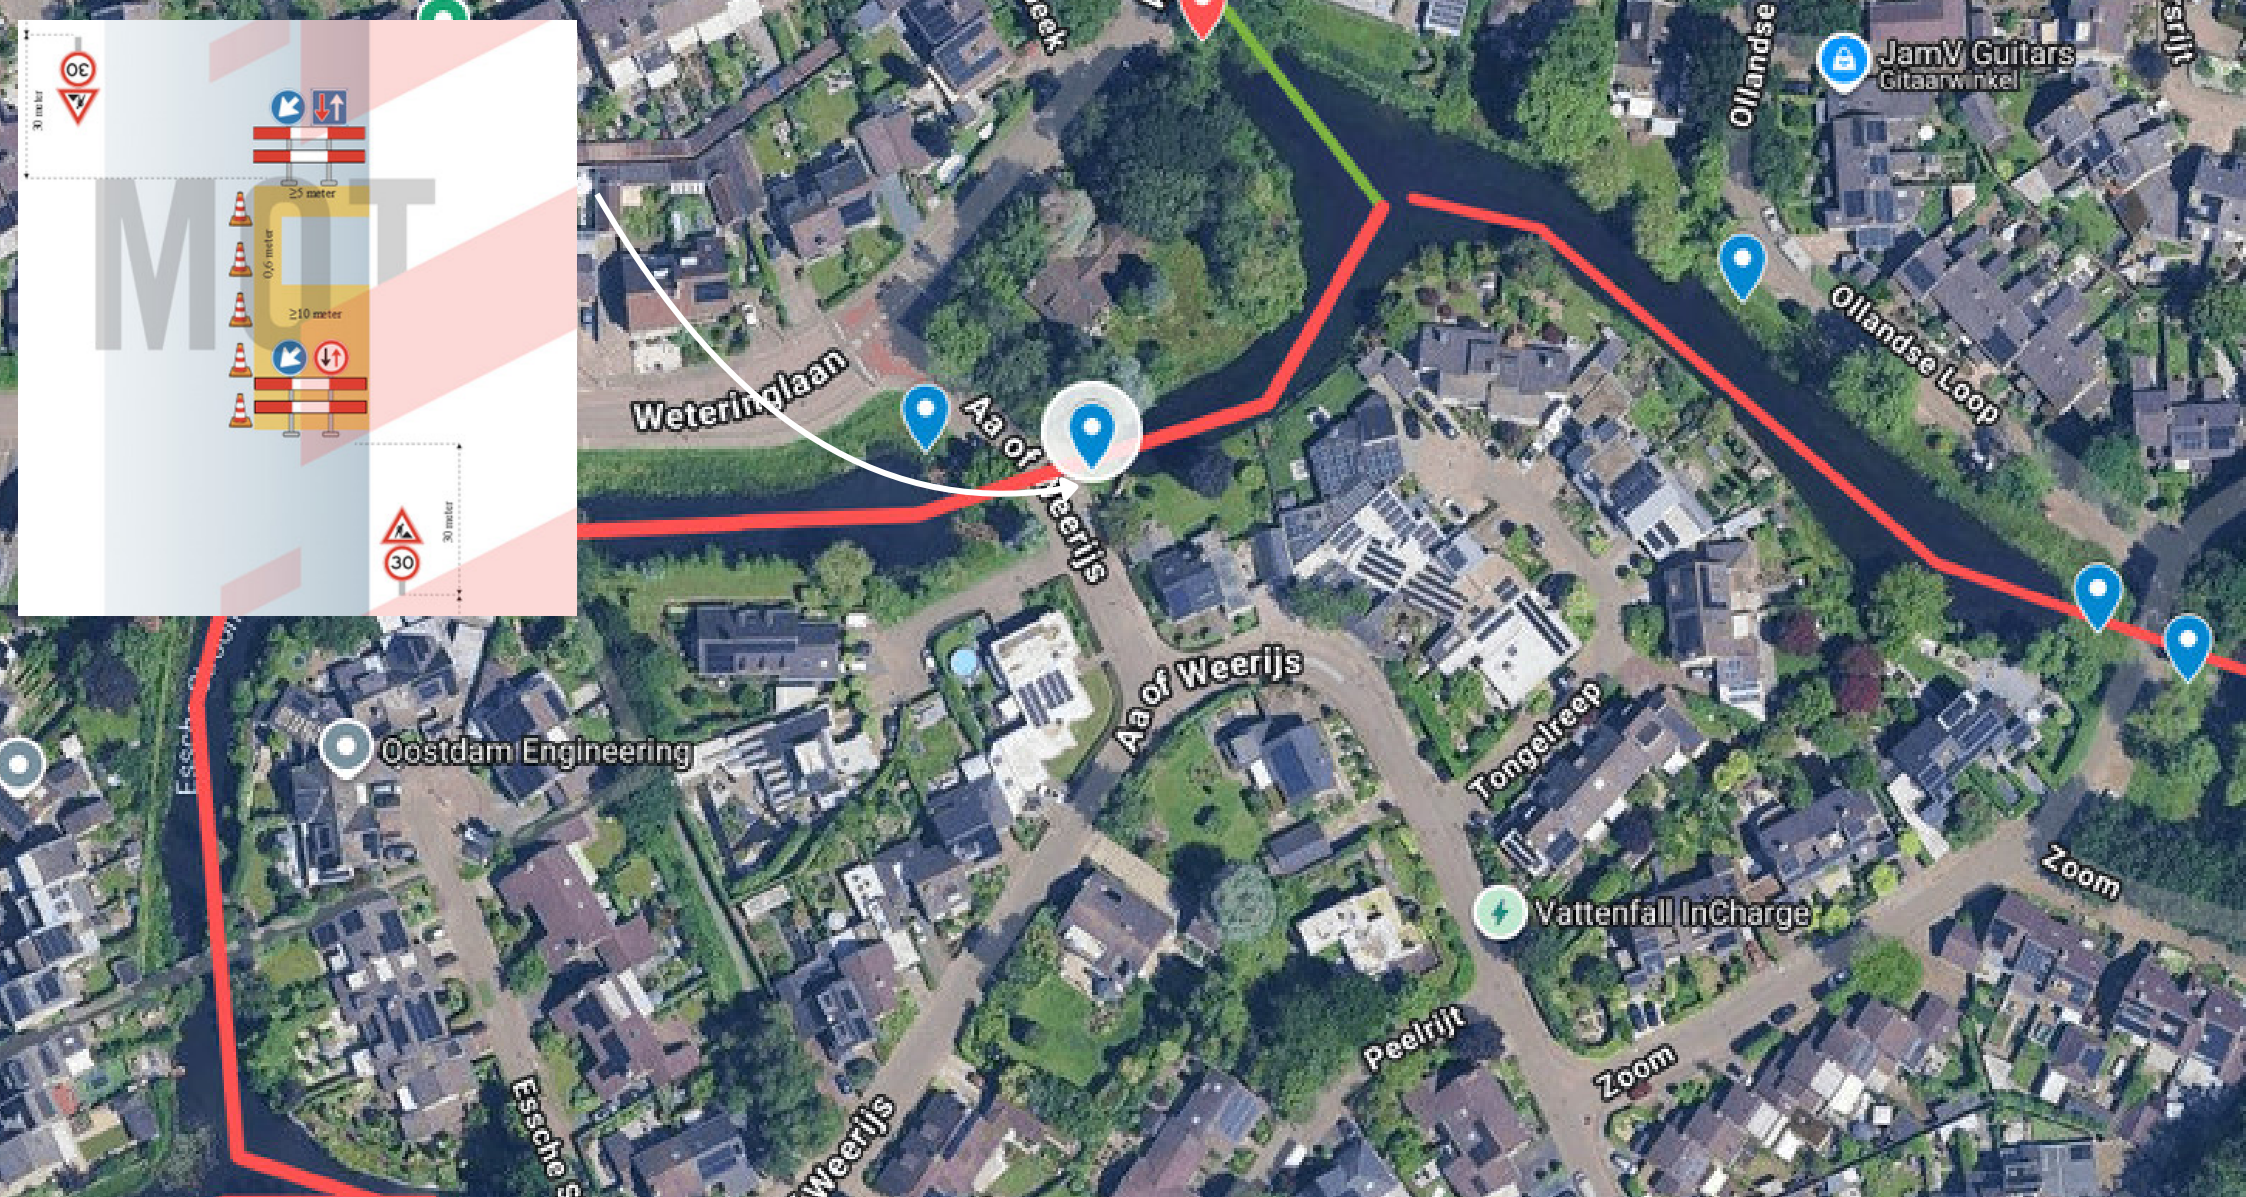 30
30 meter
≥5 meter
0,6 meter
MOT
≥10 meter
30 meter
30
eek
Ollandse
JamV Guitars
Gitaarwinkel
Ollandse Loop
Weteringlaan
Aa of
Weerijs
Aa of Weerijs
Oostdam Engineering
Tongelreep
Vattenfall InCharge
Zoom
Peelrijt
Zoom
Essche S
Weerijs